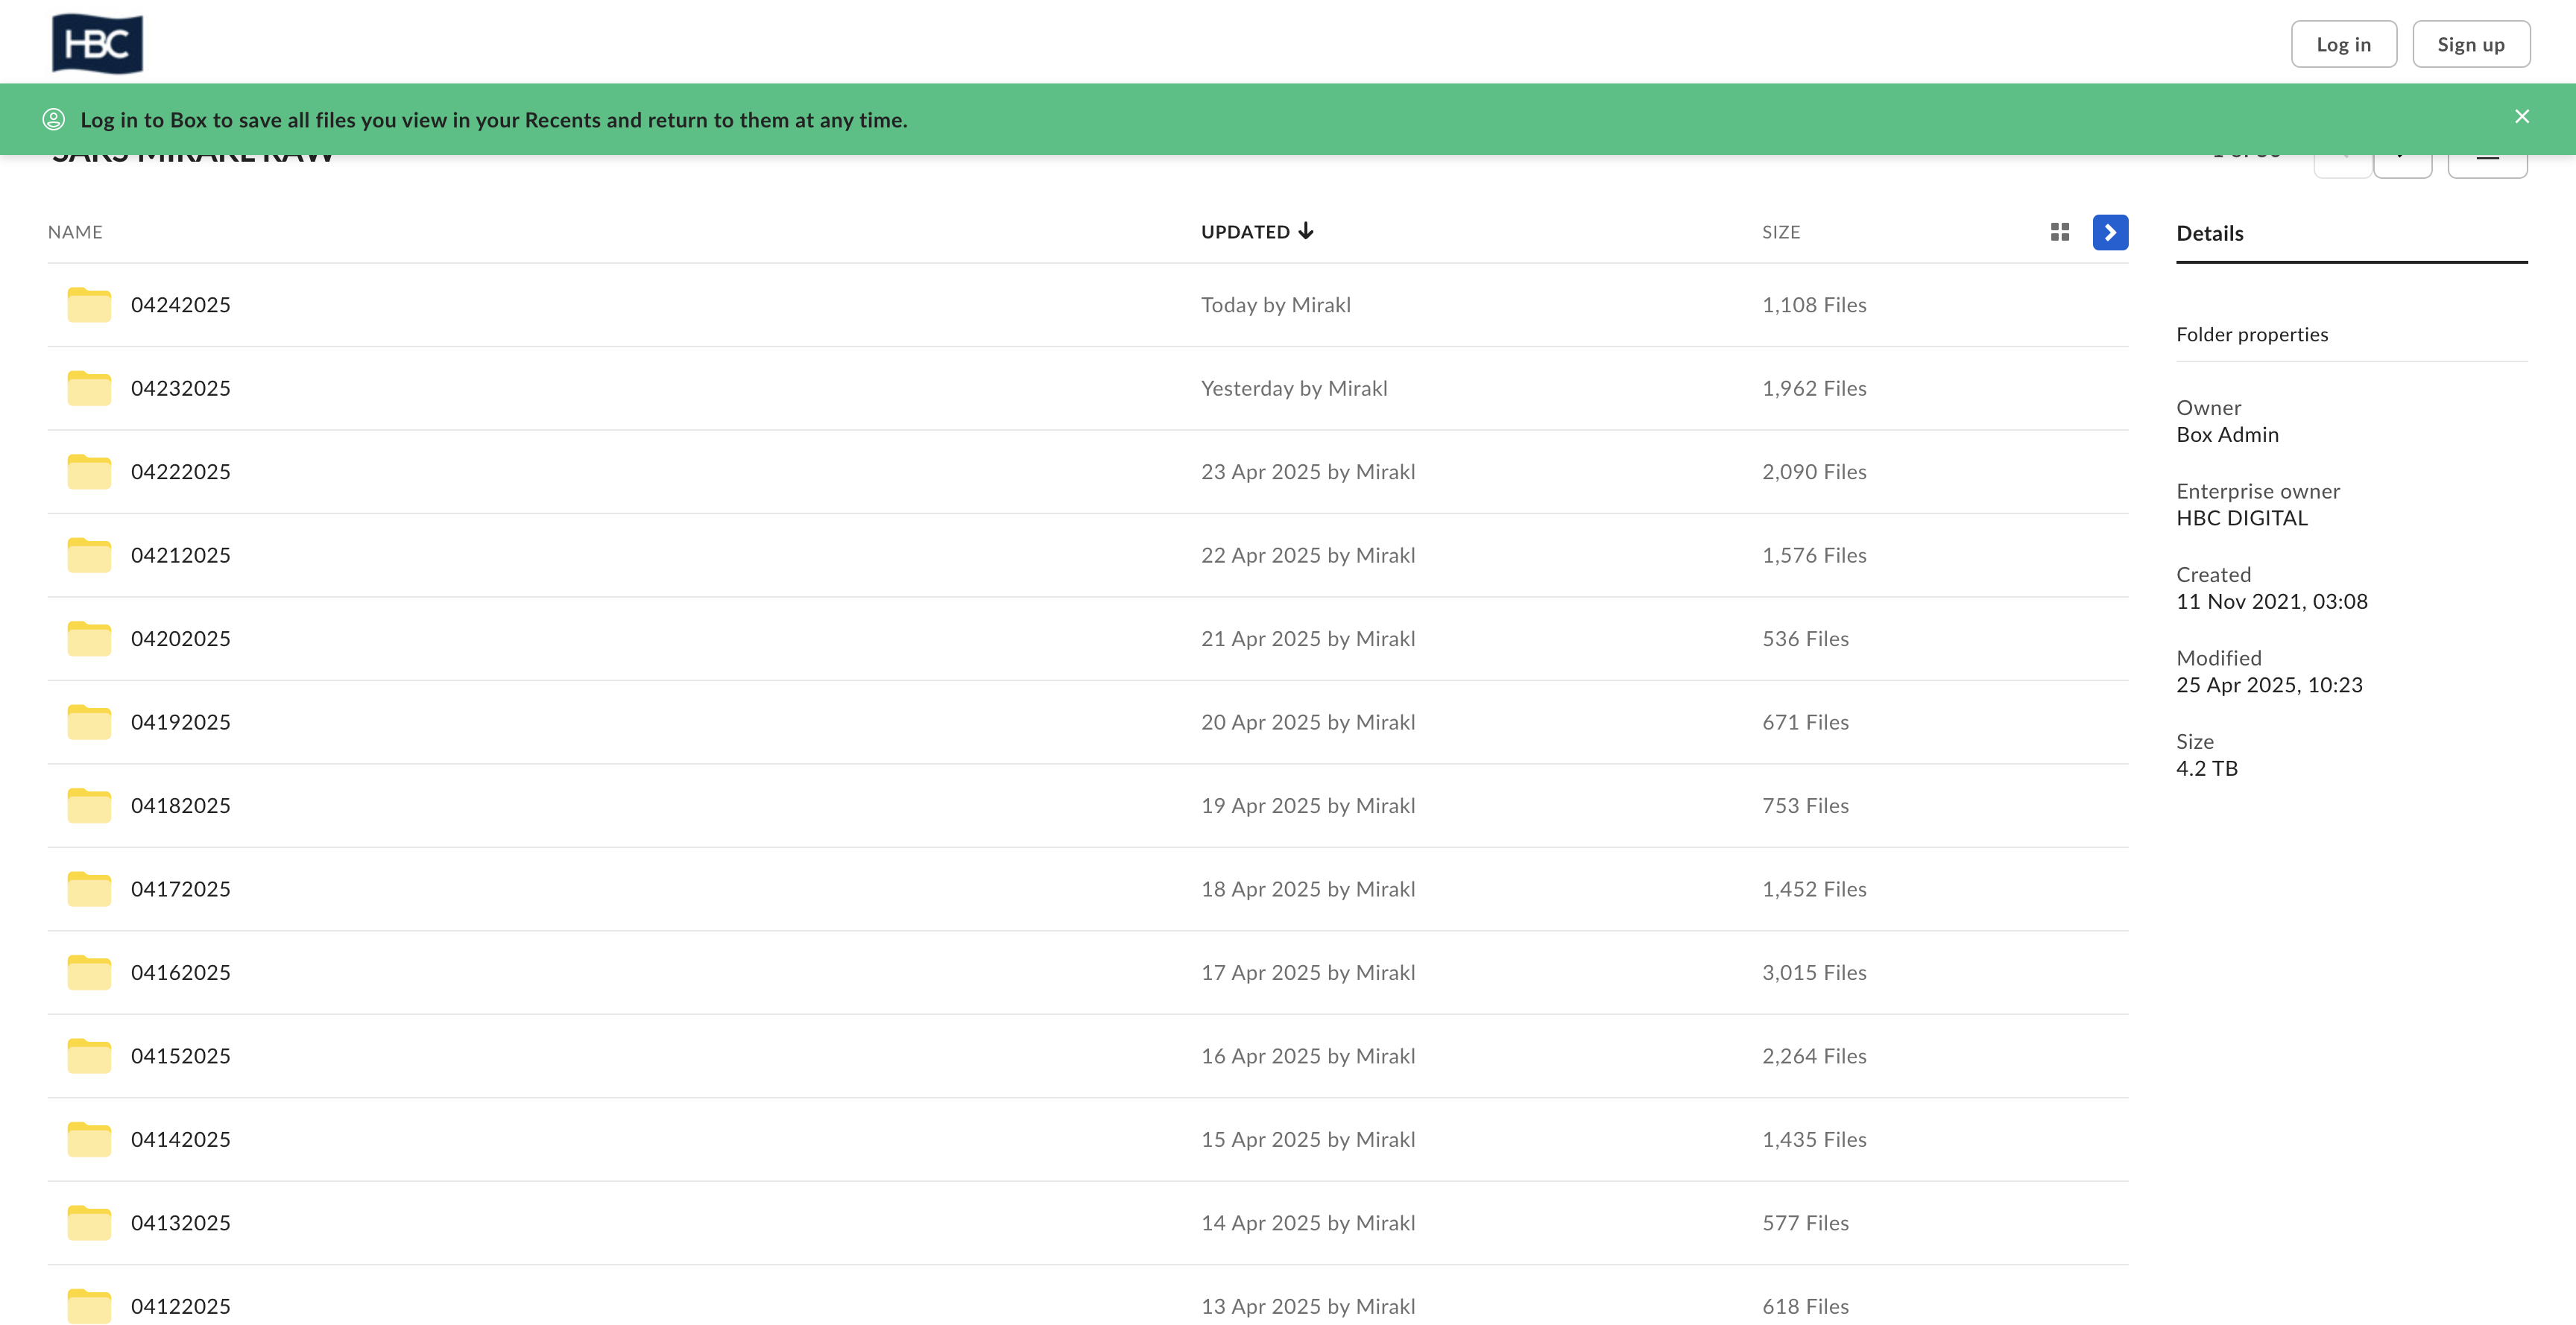 HBC
Log in
Sign up
Log in to Box to save all files you view in your Recents and return to them at any time.
NAME UPDATED SIZE
04242025 Today by Mirakl 1,108 Files
04232025 Yesterday by Mirakl 1,962 Files
04222025 23 Apr 2025 by Mirakl 2,090 Files
04212025 22 Apr 2025 by Mirakl 1,576 Files
04202025 21 Apr 2025 by Mirakl 536 Files
04192025 20 Apr 2025 by Mirakl 671 Files
04182025 19 Apr 2025 by Mirakl 753 Files
04172025 18 Apr 2025 by Mirakl 1,452 Files
04162025 17 Apr 2025 by Mirakl 3,015 Files
04152025 16 Apr 2025 by Mirakl 2,264 Files
04142025 15 Apr 2025 by Mirakl 1,435 Files
04132025 14 Apr 2025 by Mirakl 577 Files
04122025 13 Apr 2025 by Mirakl 618 Files
Details
Folder properties
Owner
Box Admin
Enterprise owner
HBC DIGITAL
Created
11 Nov 2021, 03:08
Modified
25 Apr 2025, 10:23
Size
4.2 TB